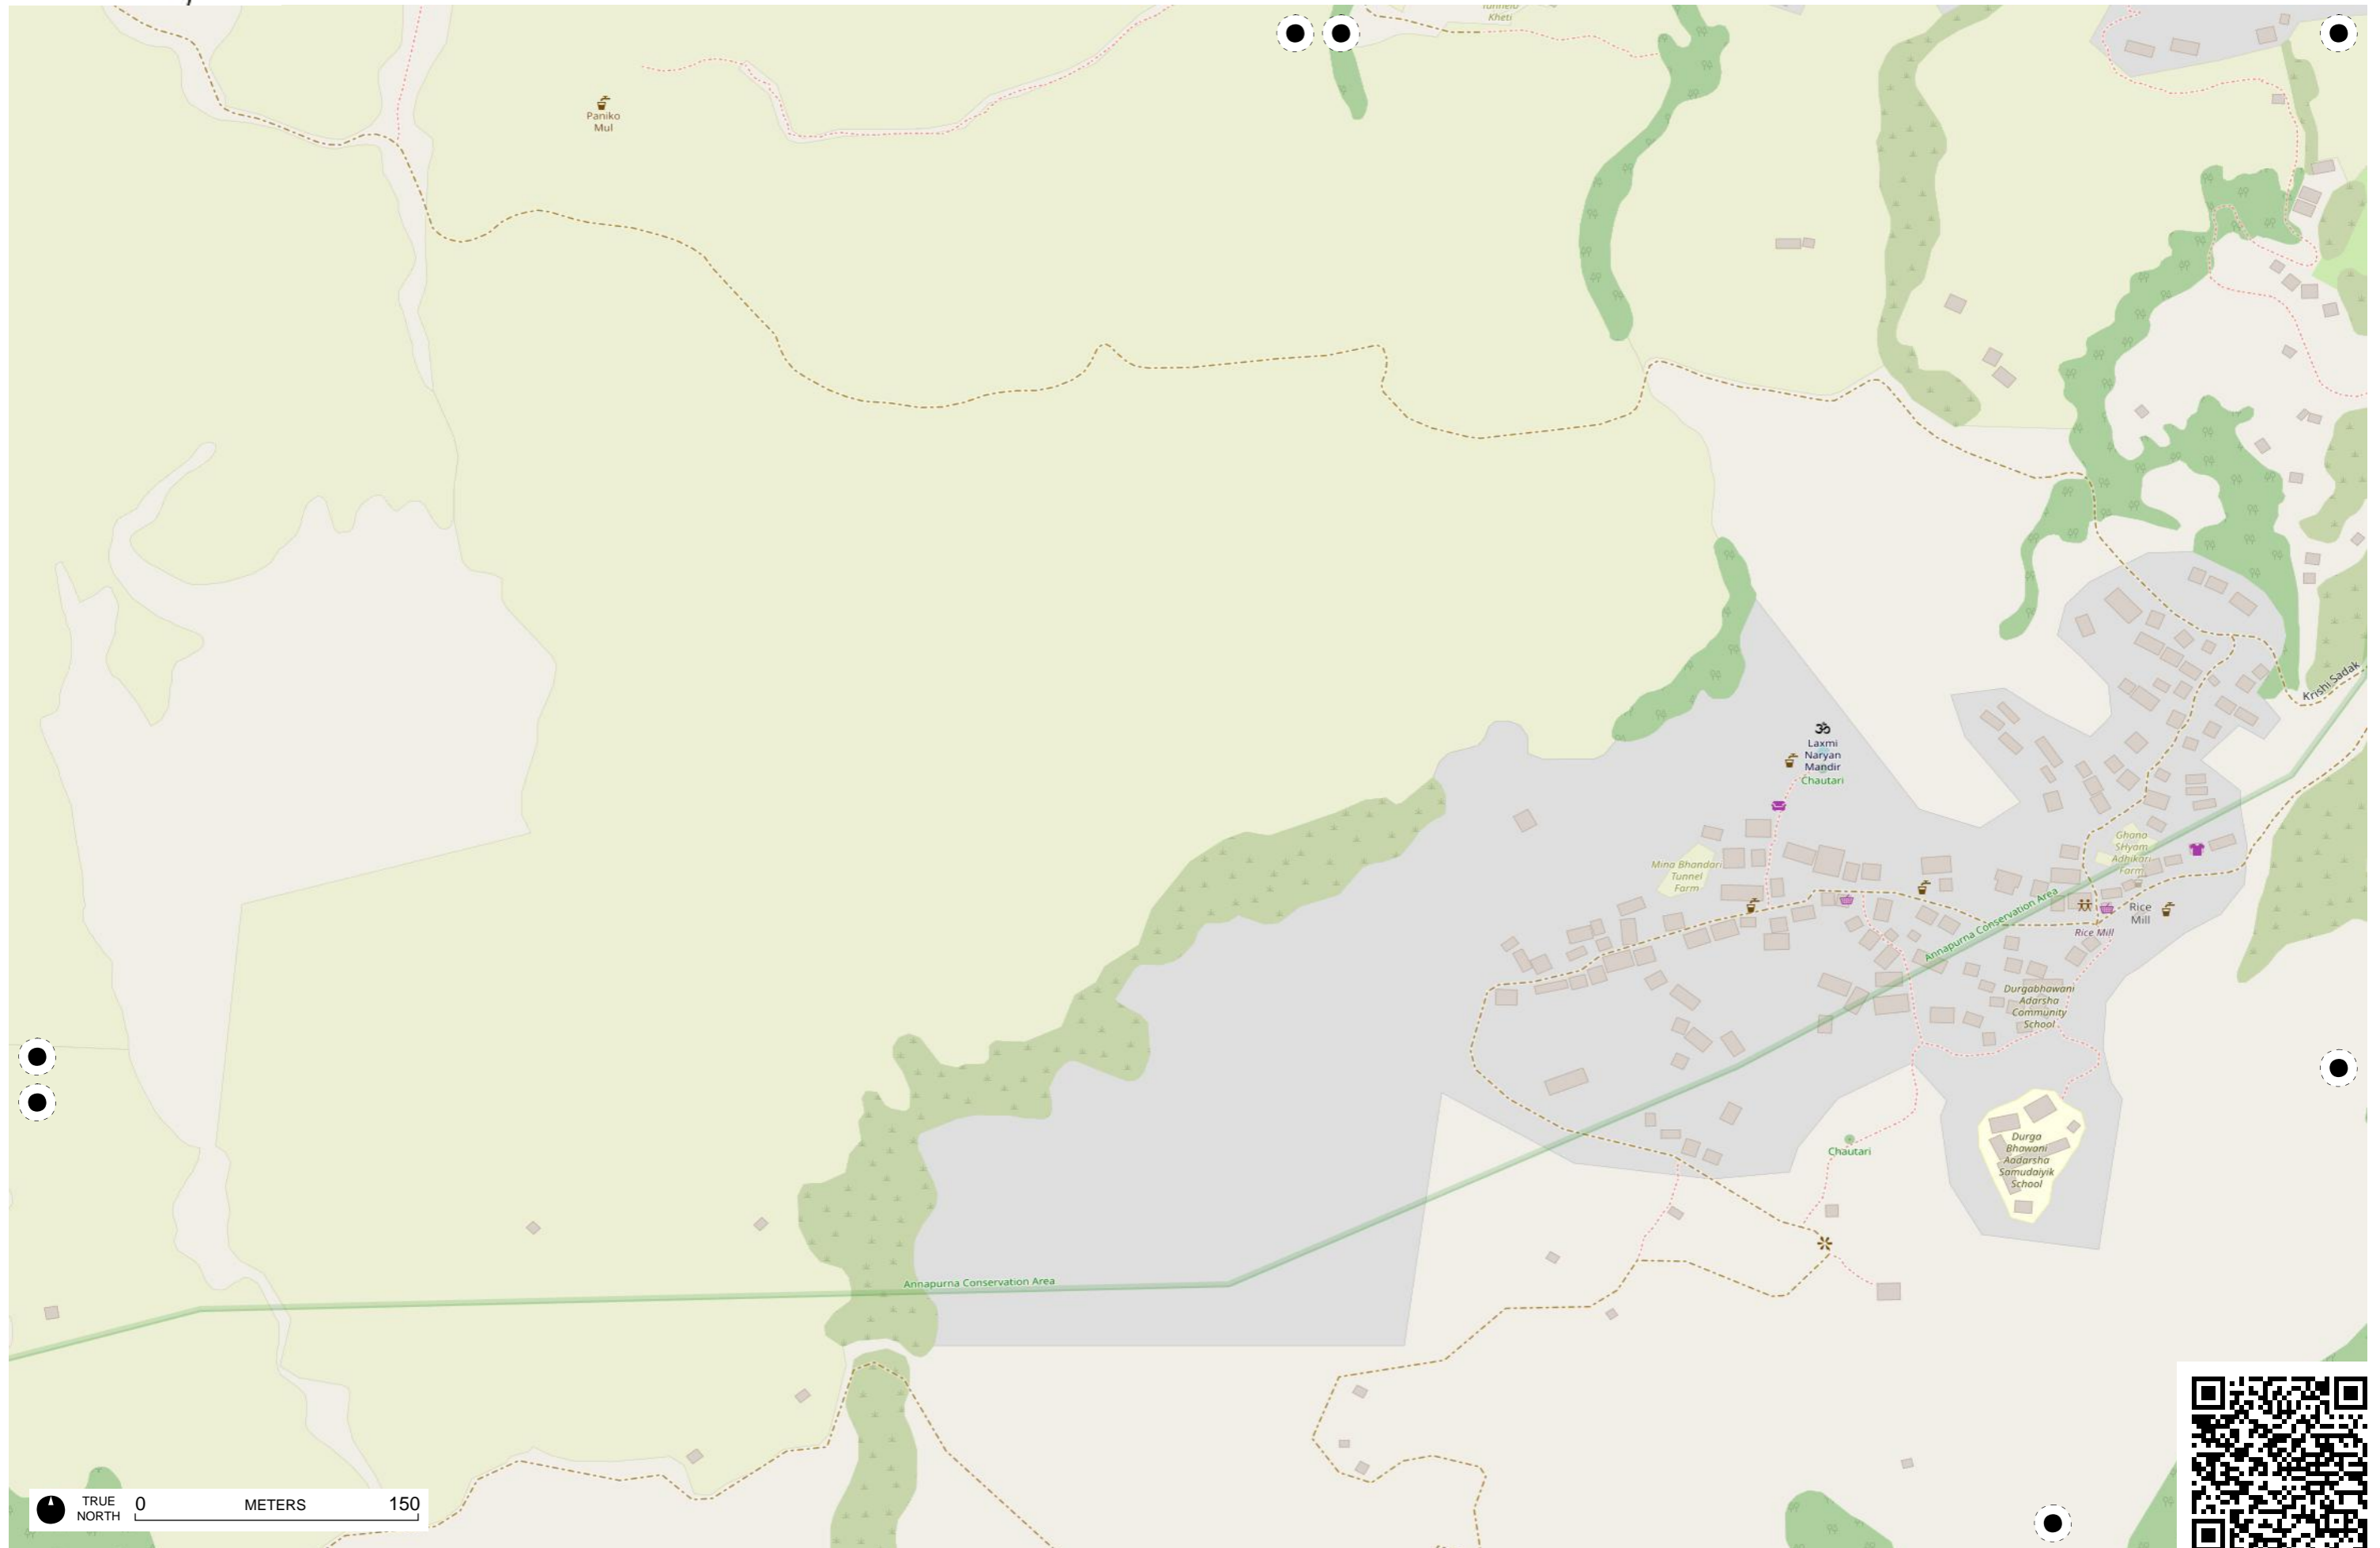 Tunnelo
Kheti
Paniko
Mul
Krishi Sadak
ॐ
Laxmi
Naryan
Mandir
Chautari
Mina Bhandari
Tunnel
Farm
Ghana
SHyam
Adhikari
Farm
Annapurna Conservation Area
Rice
Mill
Rice Mill
Durgabhawani
Adarsha
Community
School
Chautari
Durga
Bhawani
Aadarsha
Samudaiyik
School
Annapurna Conservation Area
TRUE
NORTH
0 METERS 150